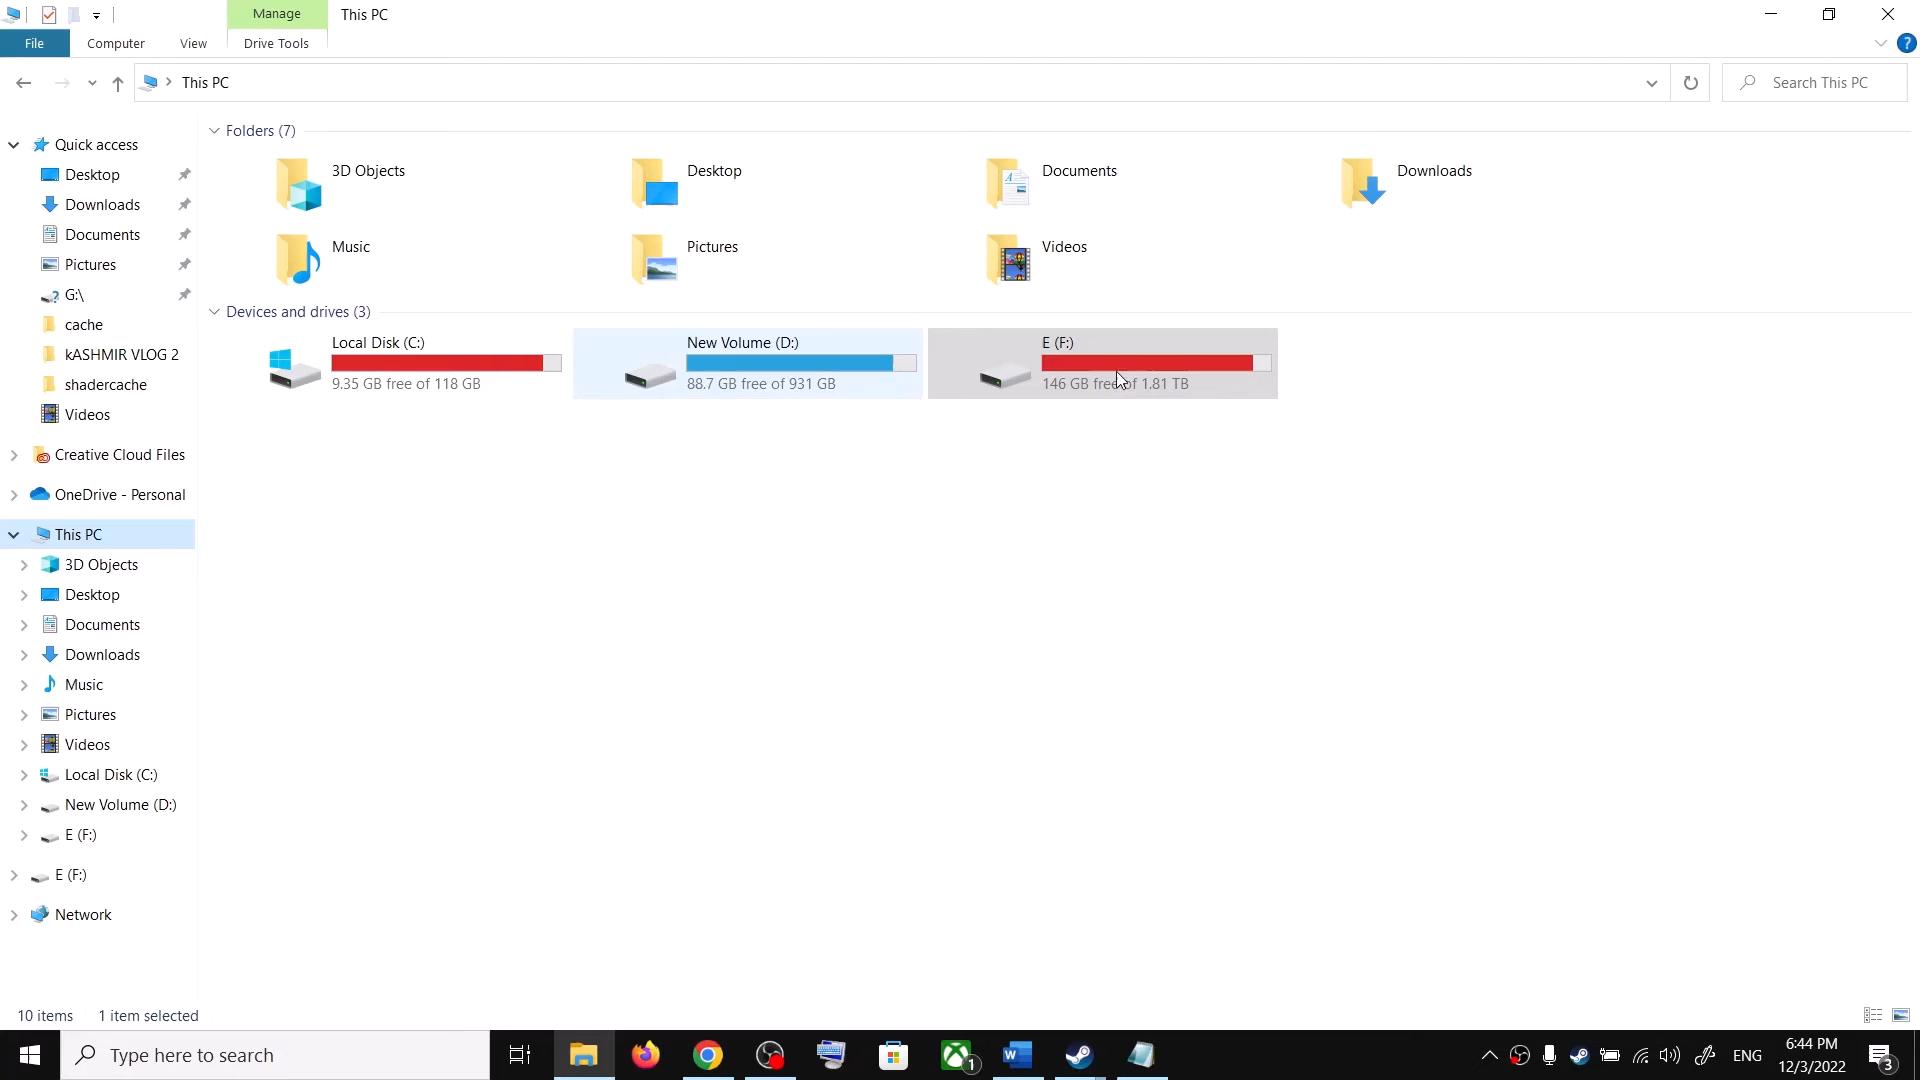 Manage
This PC
File
Computer
View
Drive Tools
This PC
Search This PC
Quick access
Desktop
Downloads
Documents
Pictures
G:\
cache
kASHMIR VLOG 2
shadercache
Videos
Creative Cloud Files
OneDrive - Personal
This PC
3D Objects
Desktop
Documents
Downloads
Music
Pictures
Videos
Local Disk (C:)
New Volume (D:)
E (F:)
E (F:)
Network
Folders (7)
3D Objects
Desktop
Documents
Downloads
Music
Pictures
Videos
Devices and drives (3)
Local Disk (C:)
9.35 GB free of 118 GB
New Volume (D:)
88.7 GB free of 931 GB
E (F:)
146 GB free of 1.81 TB
10 items
1 item selected
Type here to search
1
ENG
6:44 PM
12/3/2022
3